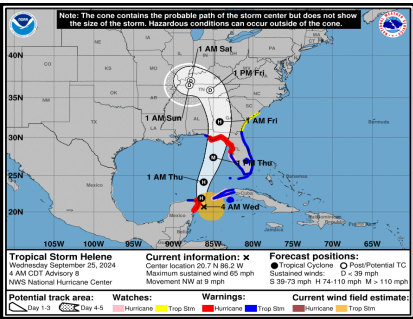 Note: The cone contains the probable path of the storm center but does not show
the size of the storm. Hazardous conditions can occur outside of the cone.
40N
35N
30N
25N
20N
1 AM Sat
1 PM Fri
1 AM Sun
1 AM Fri
1 PM Thu
1 AM Thu
4 AM Wed
Bermuda
Mexico
Bahamas
Jamaica
105W 100W 95W 90W 85W 80W 75W 70W 65W 60W
Tropical Storm Helene
Wednesday September 25, 2024
4 AM CDT Advisory 8
NWS National Hurricane Center
Current information: ×
Center location 20.7 N 86.2 W
Maximum sustained wind 65 mph
Movement NW at 9 mph
Forecast positions:
Tropical Cyclone Post/Potential TC
Sustained winds: D < 39 mph
S 39-73 mph H 74-110 mph M > 110 mph
Potential track area:
Day 1-3 Day 4-5
Watches:
Hurricane Trop Stm
Warnings:
Hurricane Trop Stm
Current wind field estimate:
Hurricane Trop Stm